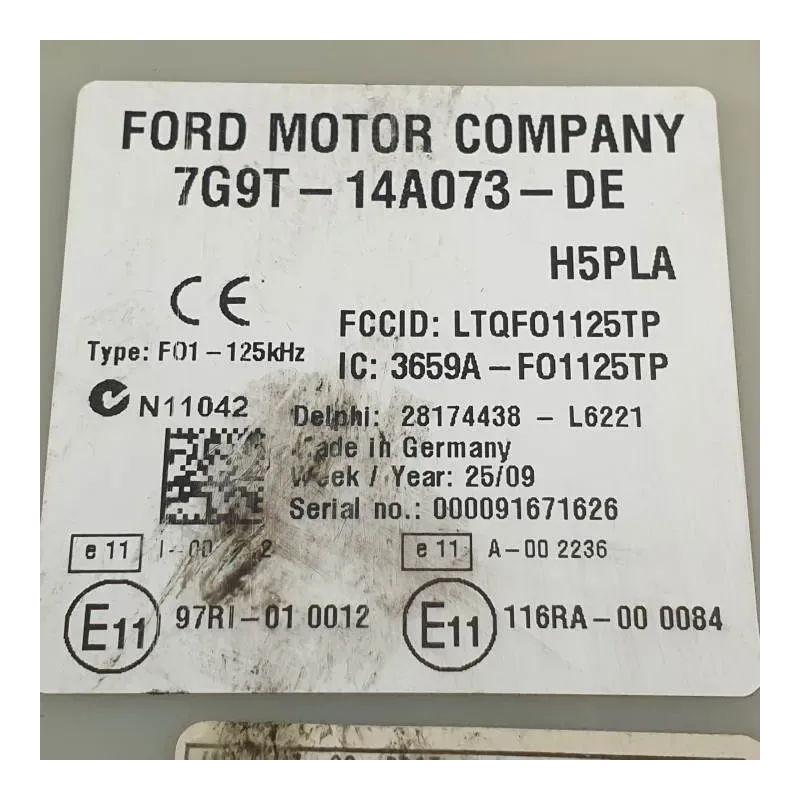 FORD MOTOR COMPANY
7G9T-14A073-DE
H5PLA
CE
FCCID: LTQFO1125TP
Type: FO1-125kHz
IC: 3659A-FO1125TP
N11042
Delphi: 28174438 - L6221
Made in Germany
Week / Year: 25/09
Serial no.: 000091671626
e 11
e 11 A-00 2236
E11 97RI-01 0012
E11 116RA-00 0084